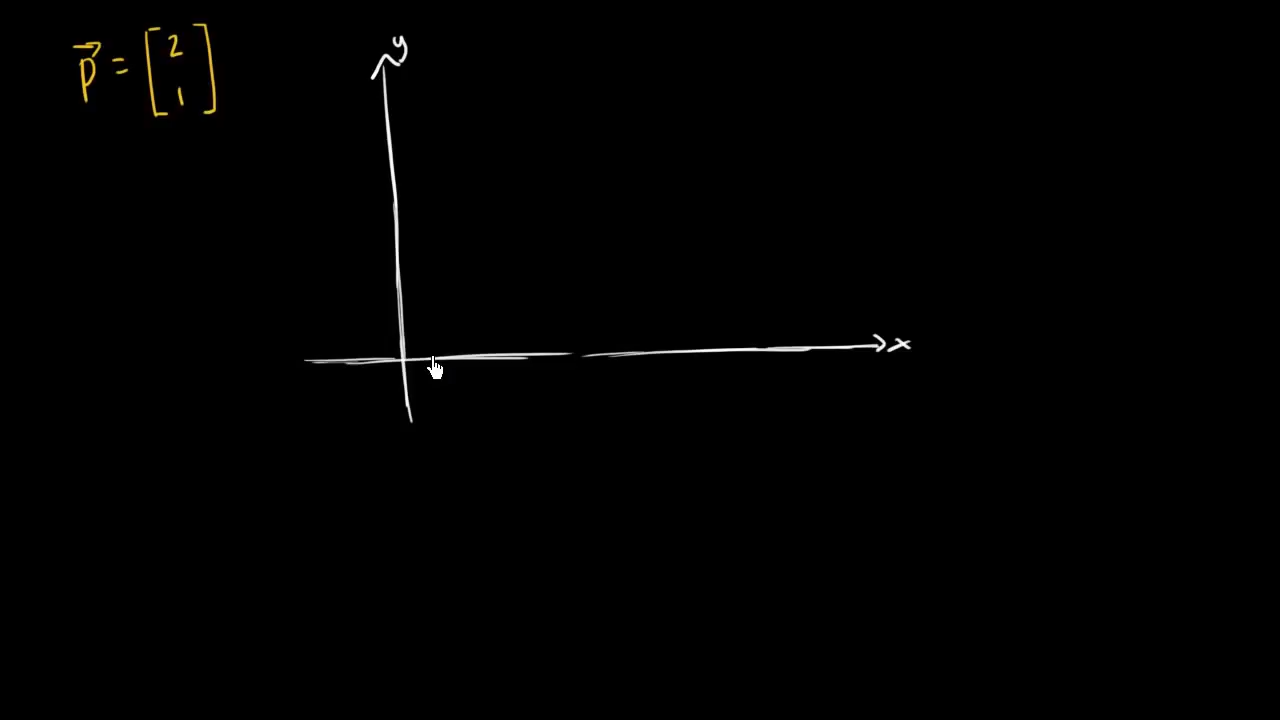 p⃗ = [2
1]
y
x